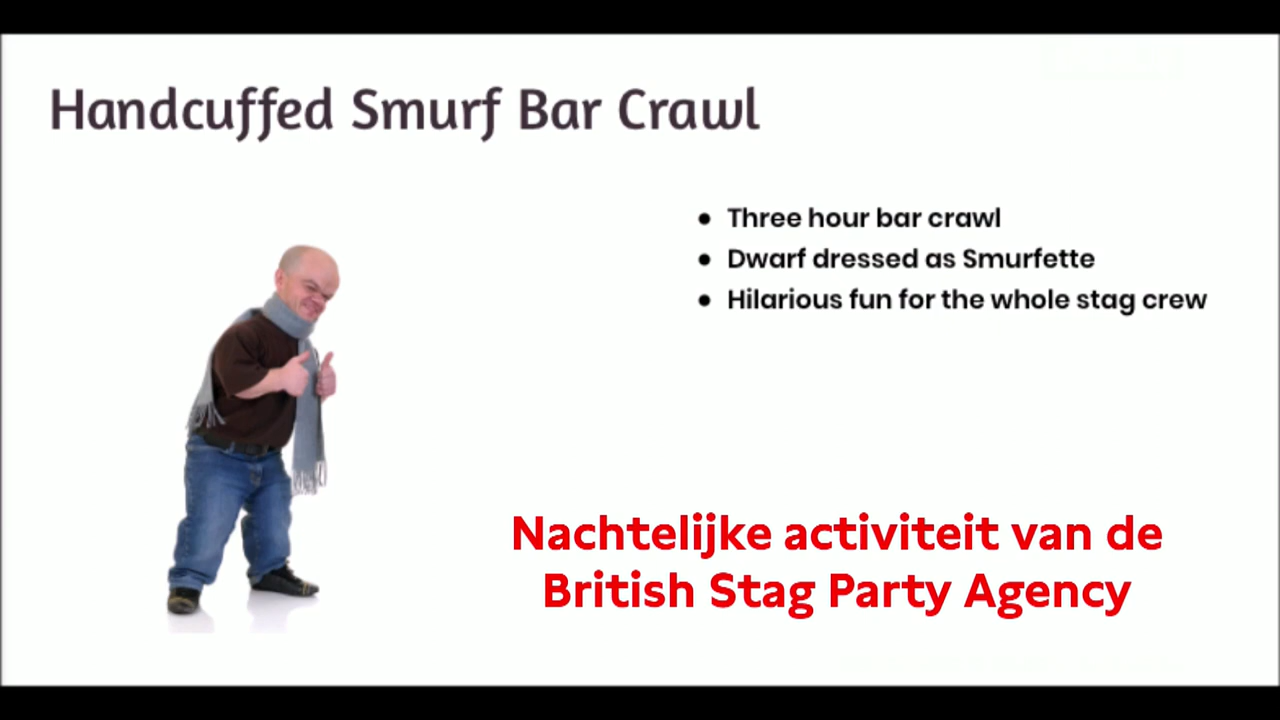 Handcuffed Smurf Bar Crawl
• Three hour bar crawl
• Dwarf dressed as Smurfette
• Hilarious fun for the whole stag crew
Nachtelijke activiteit van de
British Stag Party Agency